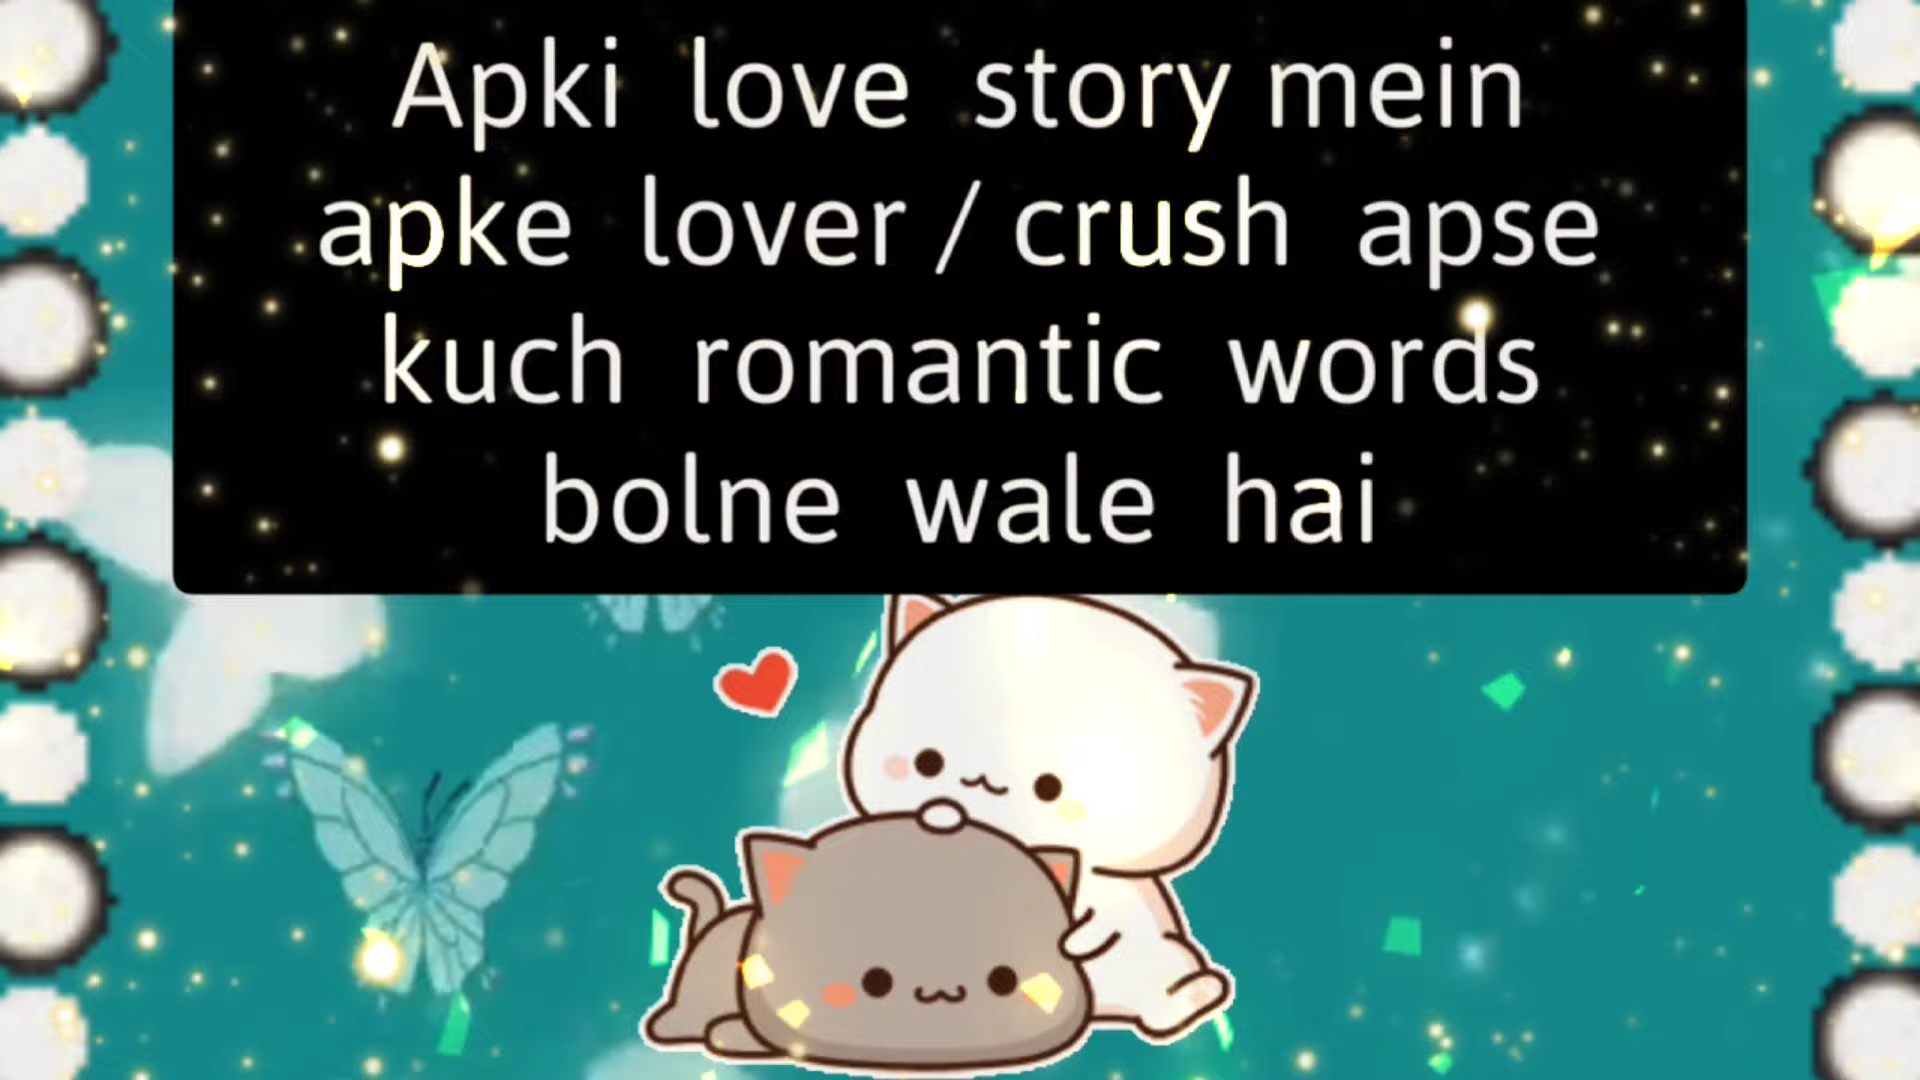 Apki love story mein
apke lover / crush apse
kuch romantic words
bolne wale hai